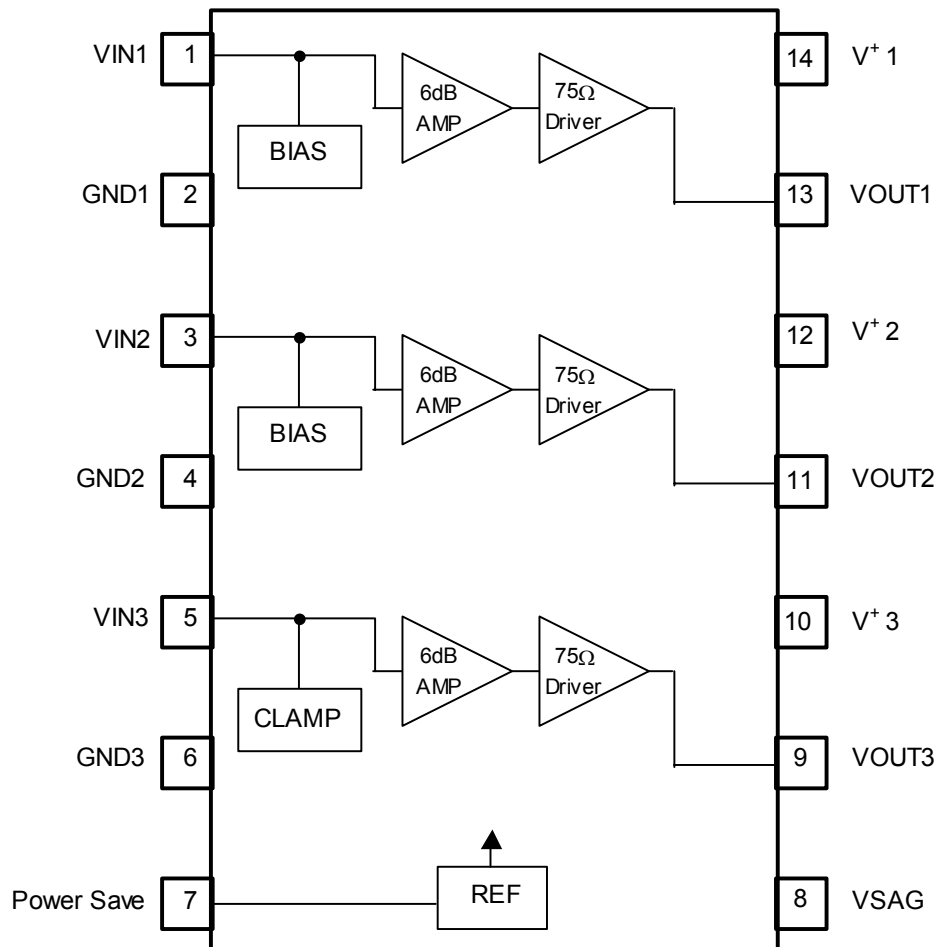 VIN1 1
14 V+ 1
6dB
AMP
75Ω
Driver
BIAS
GND1 2
13 VOUT1
VIN2 3
12 V+ 2
6dB
AMP
75Ω
Driver
BIAS
GND2 4
11 VOUT2
VIN3 5
10 V+ 3
6dB
AMP
75Ω
Driver
CLAMP
GND3 6
9 VOUT3
Power Save 7
REF
8 VSAG